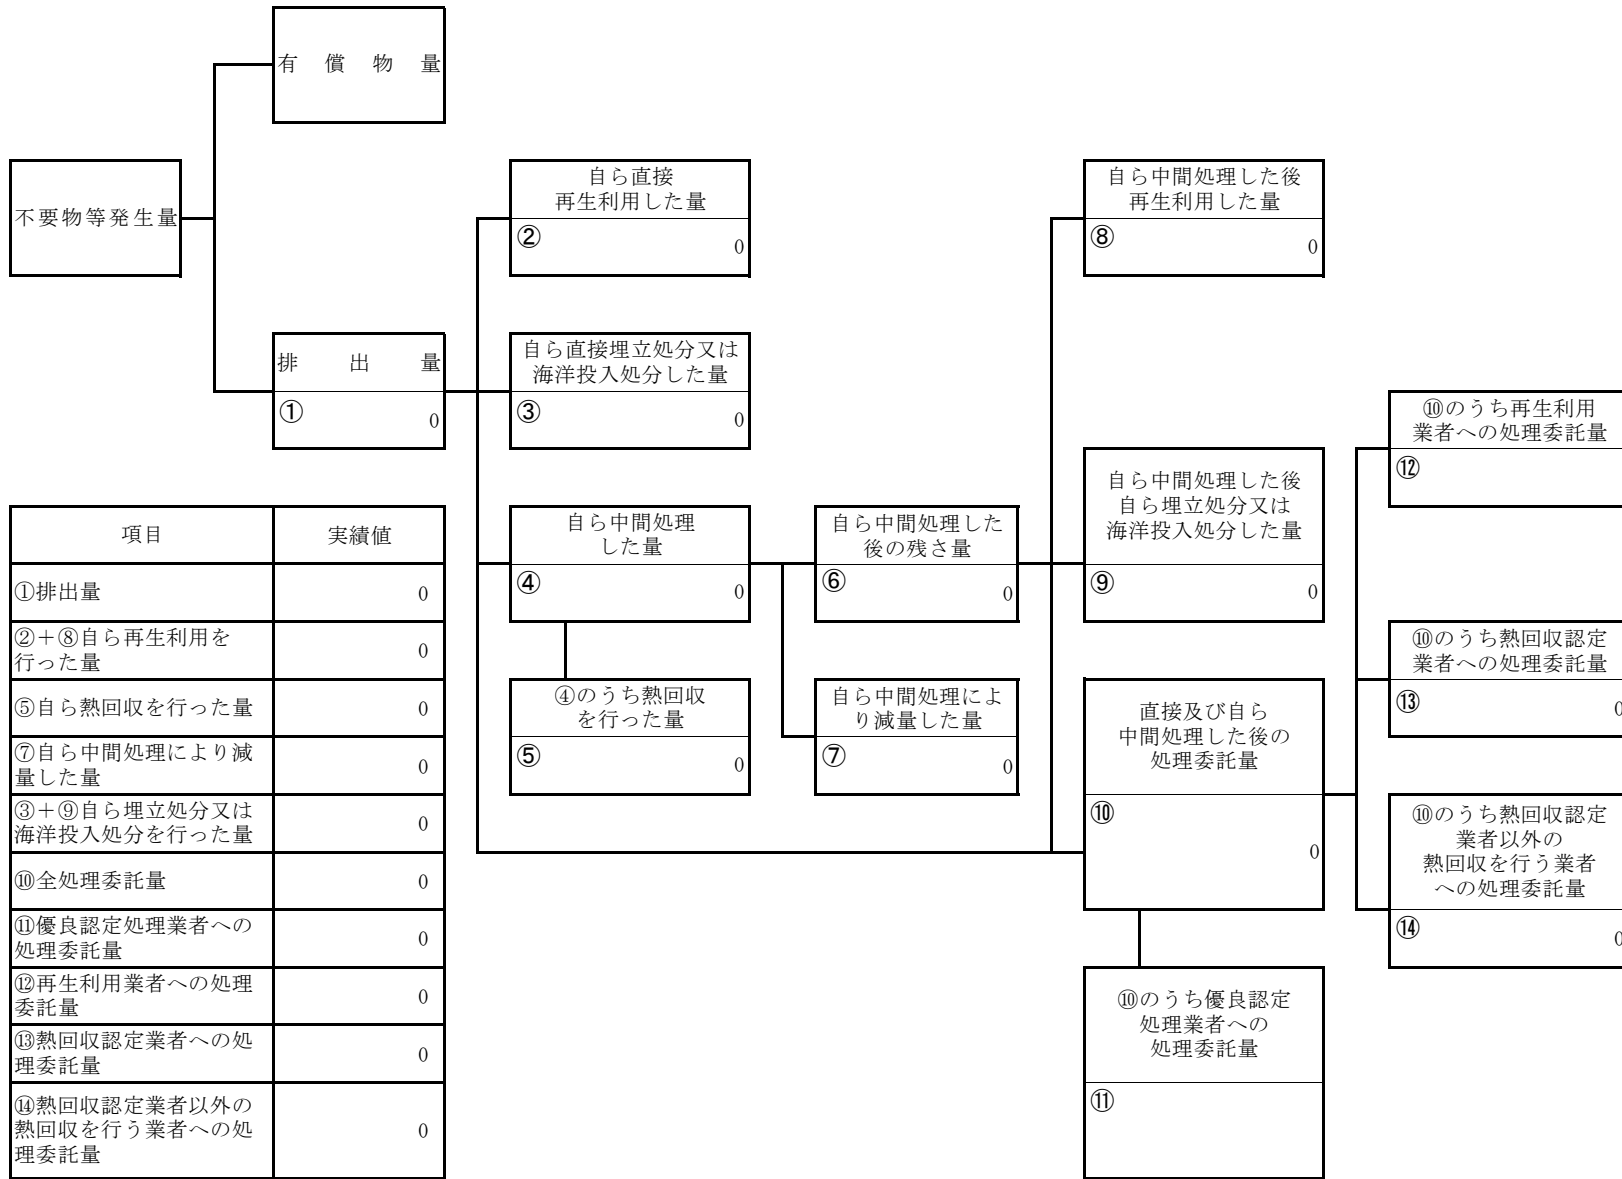 有償物量
不要物等発生量
排出量
① 0
自ら直接
再生利用した量
② 0
自ら直接埋立処分又は
海洋投入処分した量
③ 0
自ら中間処理
した量
④ 0
④のうち熱回収
を行った量
⑤ 0
自ら中間処理した
後の残さ量
⑥ 0
自ら中間処理によ
り減量した量
⑦ 0
自ら中間処理した後
再生利用した量
⑧ 0
自ら中間処理した後
自ら埋立処分又は
海洋投入処分した量
⑨ 0
直接及び自ら
中間処理した後の
処理委託量
⑩ 0
⑩のうち優良認定
処理業者への
処理委託量
⑪
⑩のうち再生利用
業者への処理委託量
⑫
⑩のうち熱回収認定
業者への処理委託量
⑬ 0
⑩のうち熱回収認定
業者以外の
熱回収を行う業者
への処理委託量
⑭ 0
項目 実績値
①排出量 0
②+⑧自ら再生利用を
行った量 0
⑤自ら熱回収を行った量 0
⑦自ら中間処理により減
量した量 0
③+⑨自ら埋立処分又は
海洋投入処分を行った量 0
⑩全処理委託量 0
⑪優良認定処理業者への
処理委託量 0
⑫再生利用業者への処理
委託量 0
⑬熱回収認定業者への処
理委託量 0
⑭熱回収認定業者以外の
熱回収を行う業者への処
理委託量 0